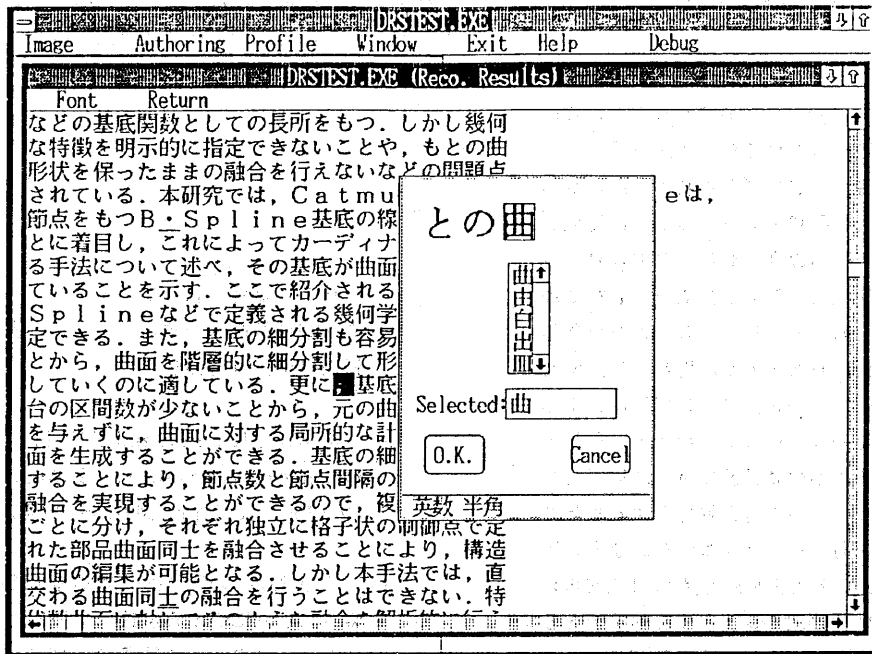 DRSTEST.EXE
Image Authoring Profile Window Exit Help Debug
DRSTEST.EXE (Reco. Results)
Font Return
などの基底関数としての長所をもつ．しかし幾何
な特徴を明示的に指定できないことや，もとの曲
形状を保ったままの融合を行えないなどの問題点
されている．本研究では，Ｃａｔｍｕ
ｅは，
節点をもつＢ・Ｓｐｌｉｎｅ基底の線
とに着目し，これによってカーディナ
る手法について述べ，その基底が曲面
ていることを示す．ここで紹介される
Ｓｐｌｉｎｅなどで定義される幾何学
定できる．また，基底の細分割も容易
とから，曲面を階層的に細分割して形
していくのに適している．更に，基底
台の区間数が少ないことから，元の曲
を与えずに，曲面に対する局所的な計
面を生成することができる．基底の細
することにより，節点数と節点間隔の
融合を実現することができるので，複
ごとに分け，それぞれ独立に格子状の制御点で定
れた部品曲面同士を融合させることにより，構造
曲面の編集が可能となる．しかし本手法では，直
交わる曲面同士の融合を行うことはできない．特
との曲
曲
由
白
出
皿
Selected:曲
O.K. Cancel
英数 半角